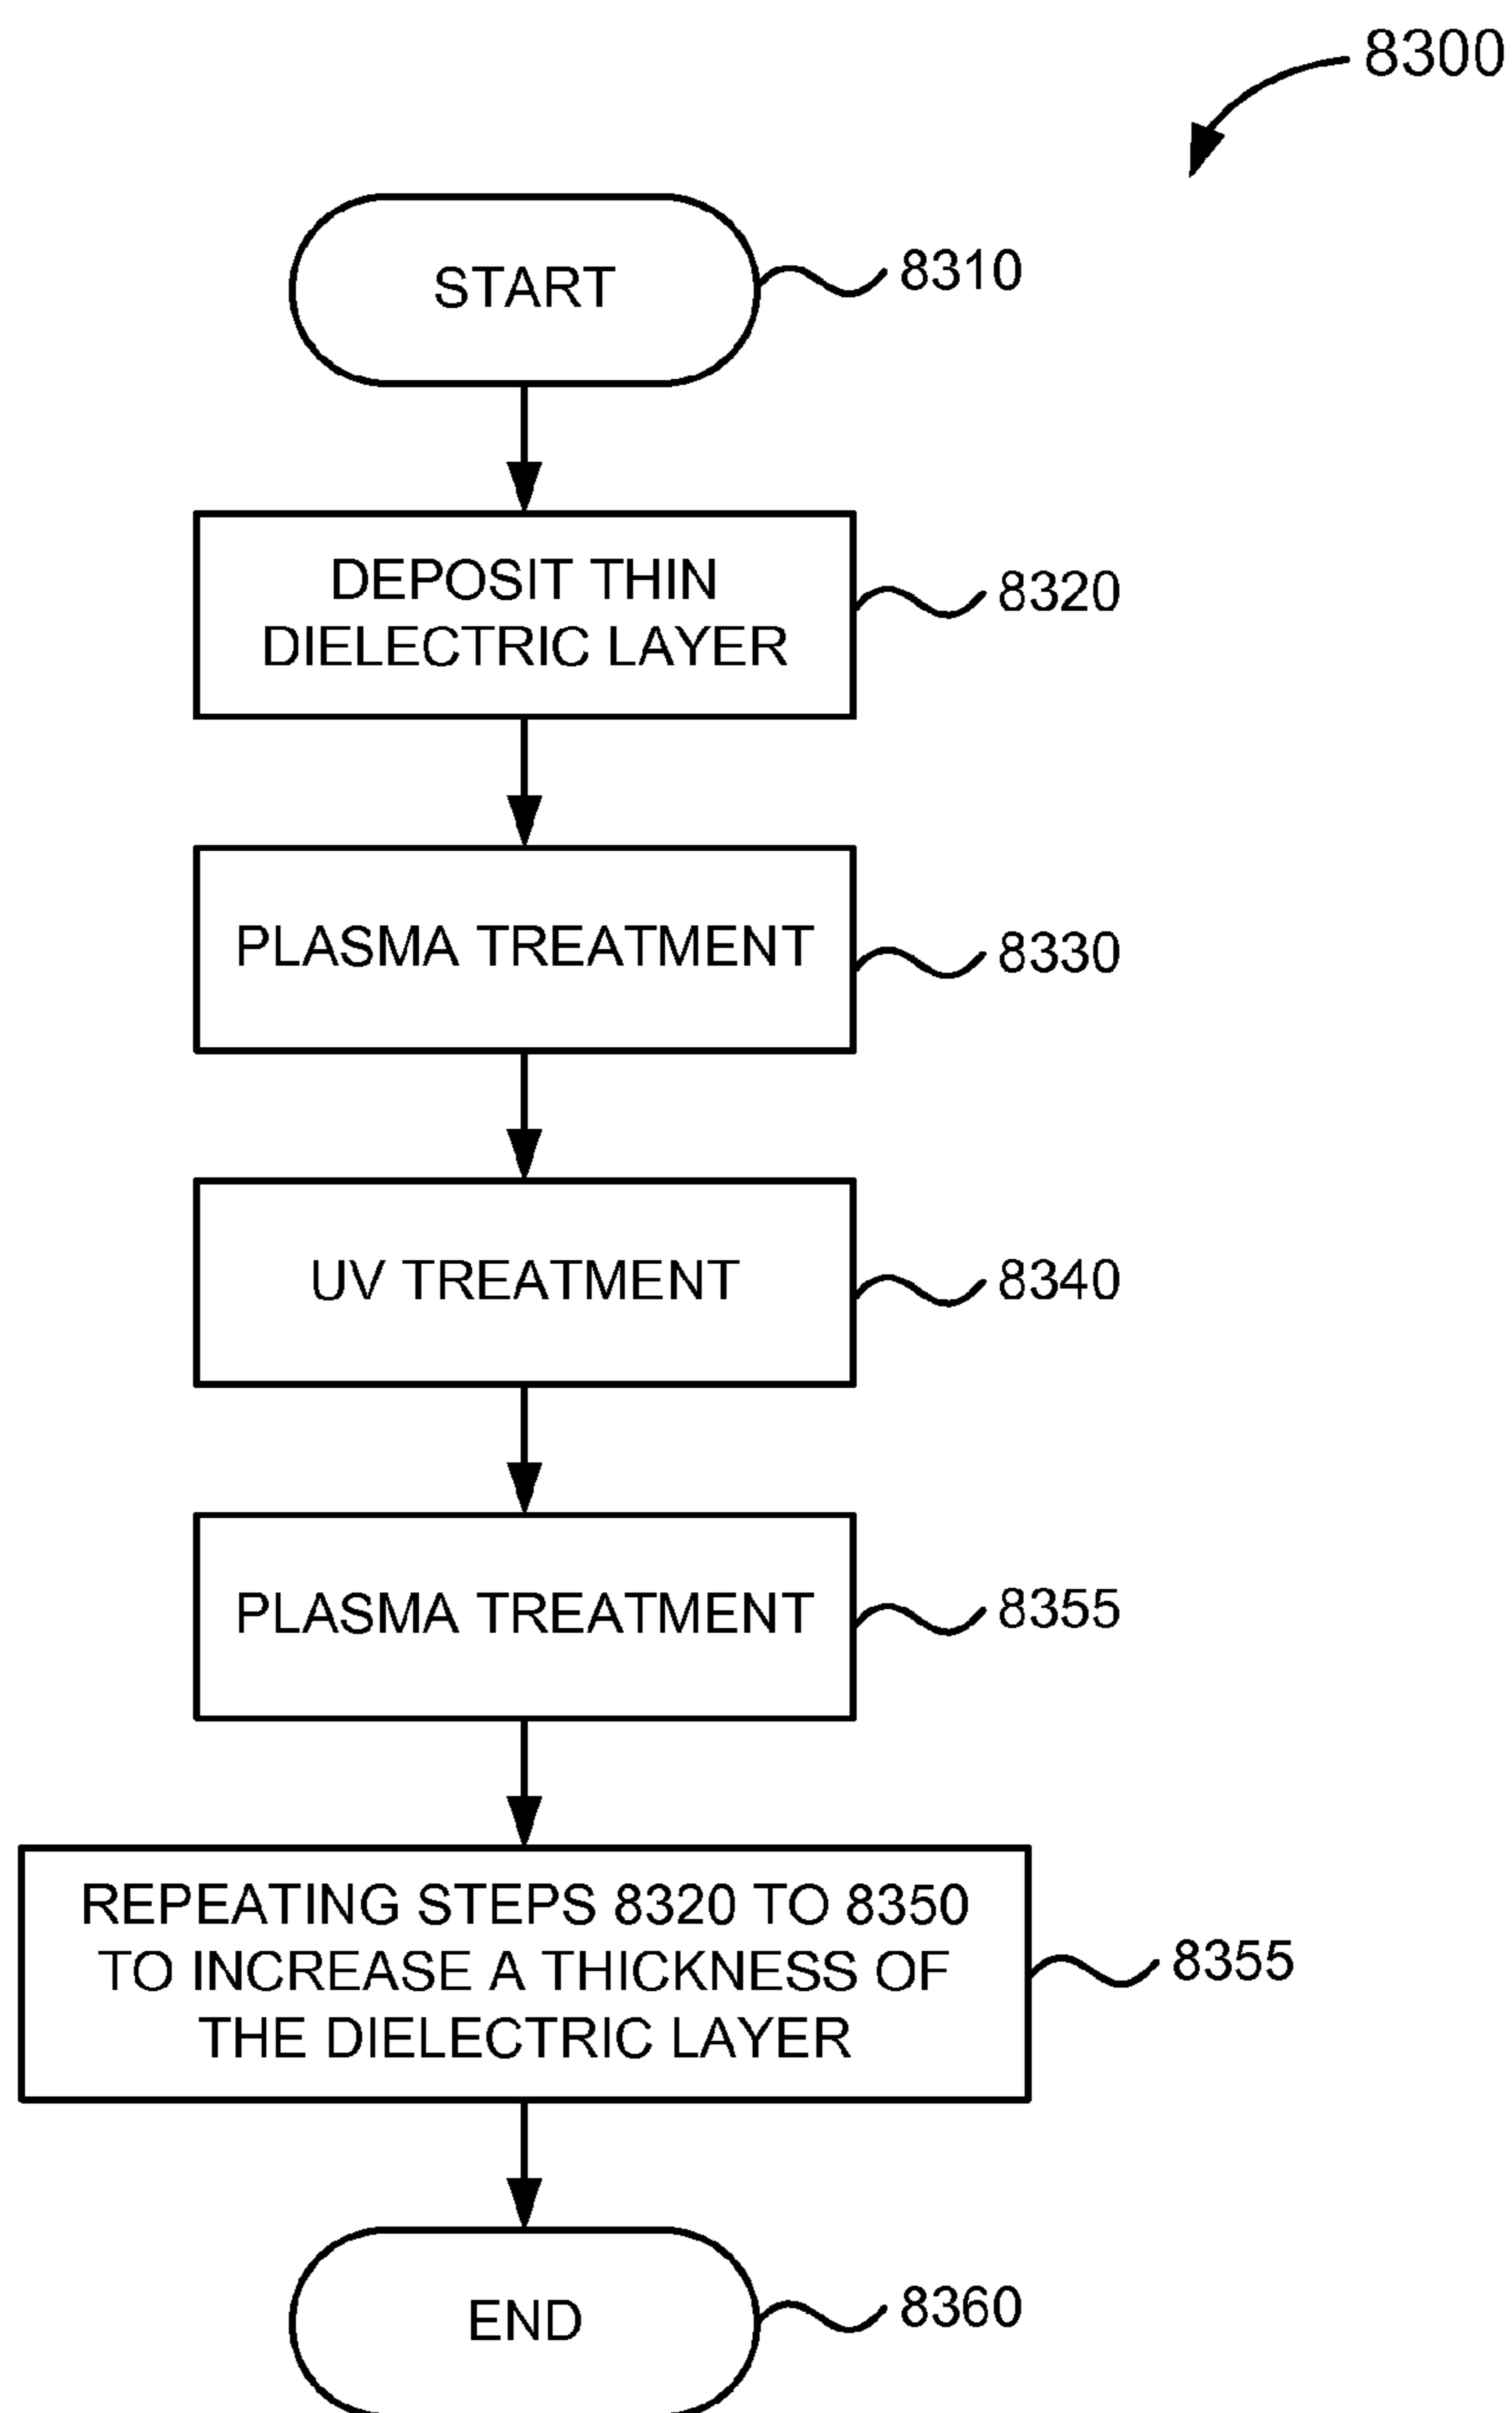 8300
START
8310
DEPOSIT THIN
DIELECTRIC LAYER
8320
PLASMA TREATMENT
8330
UV TREATMENT
8340
PLASMA TREATMENT
8355
REPEATING STEPS 8320 TO 8350
TO INCREASE A THICKNESS OF
THE DIELECTRIC LAYER
8355
END
8360